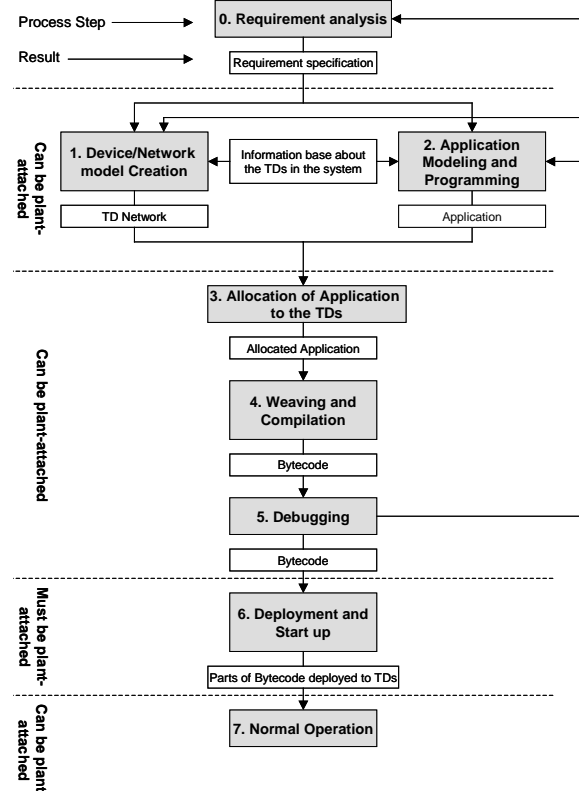 Process Step
0. Requirement analysis
Result
Requirement specification
Can be plant-
attached
1. Device/Network
model Creation
Information base about
the TDs in the system
2. Application
Modeling and
Programming
TD Network
Application
3. Allocation of Application
to the TDs
Allocated Application
Can be plant-attached
4. Weaving and
Compilation
Bytecode
5. Debugging
Bytecode
Must be plant-
attached
6. Deployment and
Start up
Parts of Bytecode deployed to TDs
Can be plant-
attached
7. Normal Operation